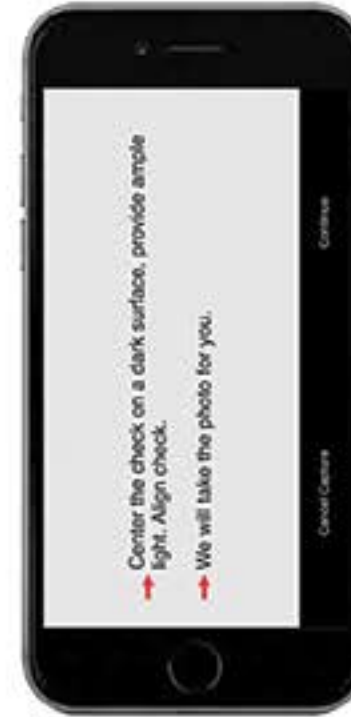 Center the check on a dark surface, provide ample
light. Align check.
We will take the photo for you.
Cancel Capture
Continue